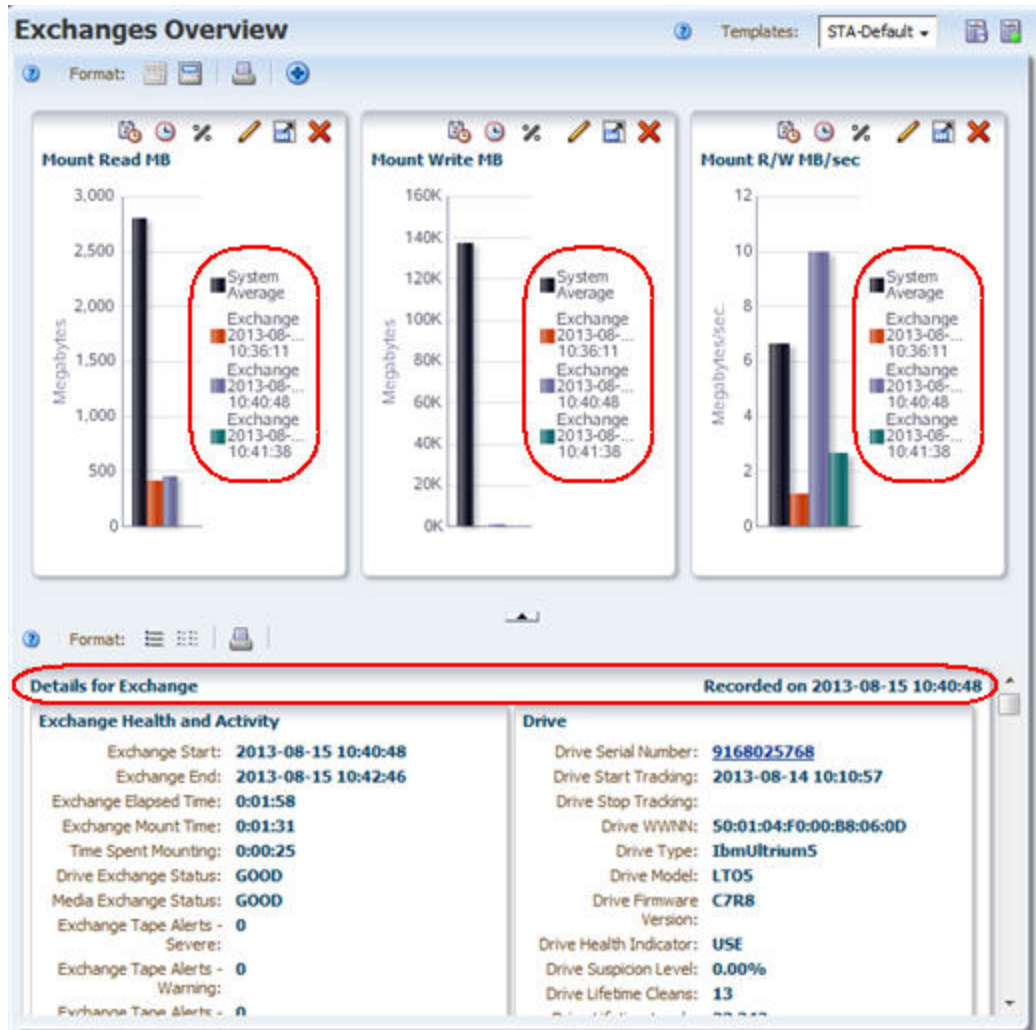 Exchanges Overview
Templates: STA-Default
Format:
Mount Read MB
3,000
2,500
2,000
1,500
1,000
500
0
Megabytes
System
Average
Exchange
2013-08-...
10:36:11
Exchange
2013-08-...
10:40:48
Exchange
2013-08-...
10:41:38
Mount Write MB
160K
140K
120K
100K
80K
60K
40K
20K
0K
Megabytes
System
Average
Exchange
2013-08-...
10:36:11
Exchange
2013-08-...
10:40:48
Exchange
2013-08-...
10:41:38
Mount R/W MB/sec
12
10
8
6
4
2
0
Megabytes/sec.
System
Average
Exchange
2013-08-...
10:36:11
Exchange
2013-08-...
10:40:48
Exchange
2013-08-...
10:41:38
Format:
Details for Exchange Recorded on 2013-08-15 10:40:48
Exchange Health and Activity
Exchange Start: 2013-08-15 10:40:48
Exchange End: 2013-08-15 10:42:46
Exchange Elapsed Time: 0:01:58
Exchange Mount Time: 0:01:31
Time Spent Mounting: 0:00:25
Drive Exchange Status: GOOD
Media Exchange Status: GOOD
Exchange Tape Alerts - 0
Severe:
Exchange Tape Alerts - 0
Warning:
Exchange Tape Alerts - 0
Drive
Drive Serial Number: 9168025768
Drive Start Tracking: 2013-08-14 10:10:57
Drive Stop Tracking:
Drive WWNN: 50:01:04:F0:00:B8:06:0D
Drive Type: IbmUltrium5
Drive Model: LTO5
Drive Firmware C7R8
Version:
Drive Health Indicator: USE
Drive Suspicion Level: 0.00%
Drive Lifetime Cleans: 13